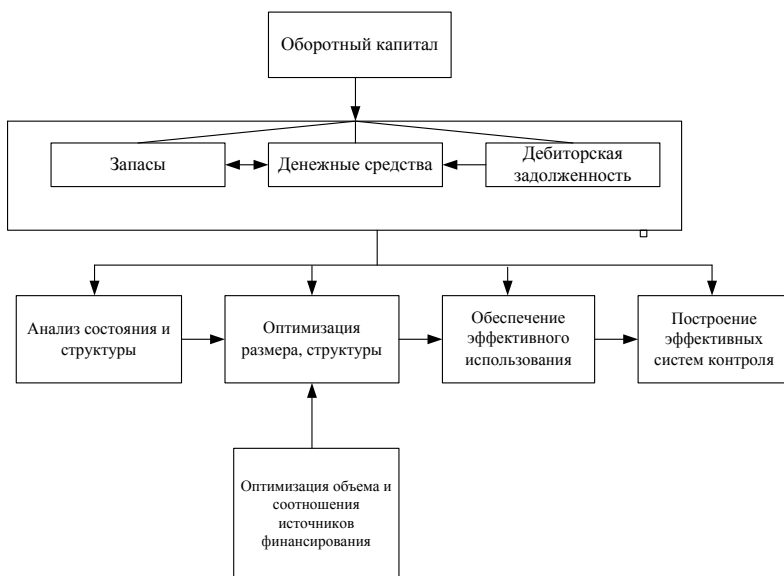 Оборотный капитал
Запасы
Денежные средства
Дебиторская
задолженность
Анализ состояния и
структуры
Оптимизация
размера, структуры
Обеспечение
эффективного
использования
Построение
эффективных
систем контроля
Оптимизация объема и
соотношения
источников
финансирования